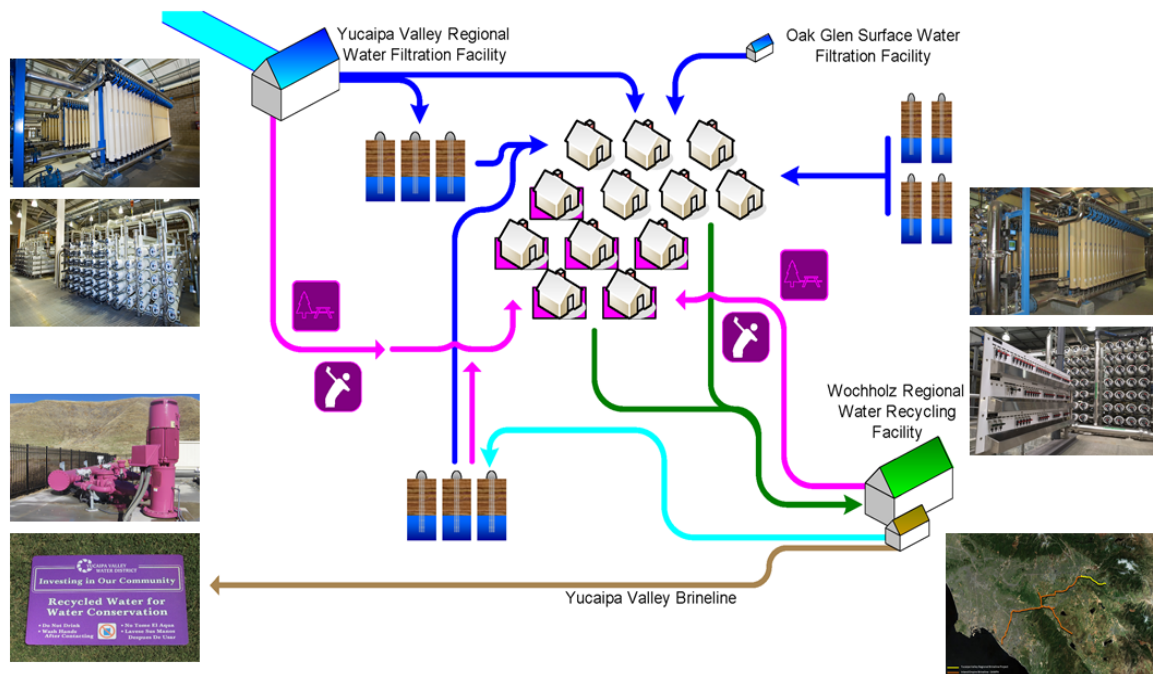 Yucaipa Valley Regional
Water Filtration Facility
Oak Glen Surface Water
Filtration Facility
Wochholz Regional
Water Recycling
Facility
Yucaipa Valley Brineline
YUCAIPA VALLEY
WATER DISTRICT
Investing in Our Community
Recycled Water for
Water Conservation
• Do Not Drink
• Wash Hands
After Contacting
• No Tome El Aqua
• Lavese Sus Manos
Despues De Usar